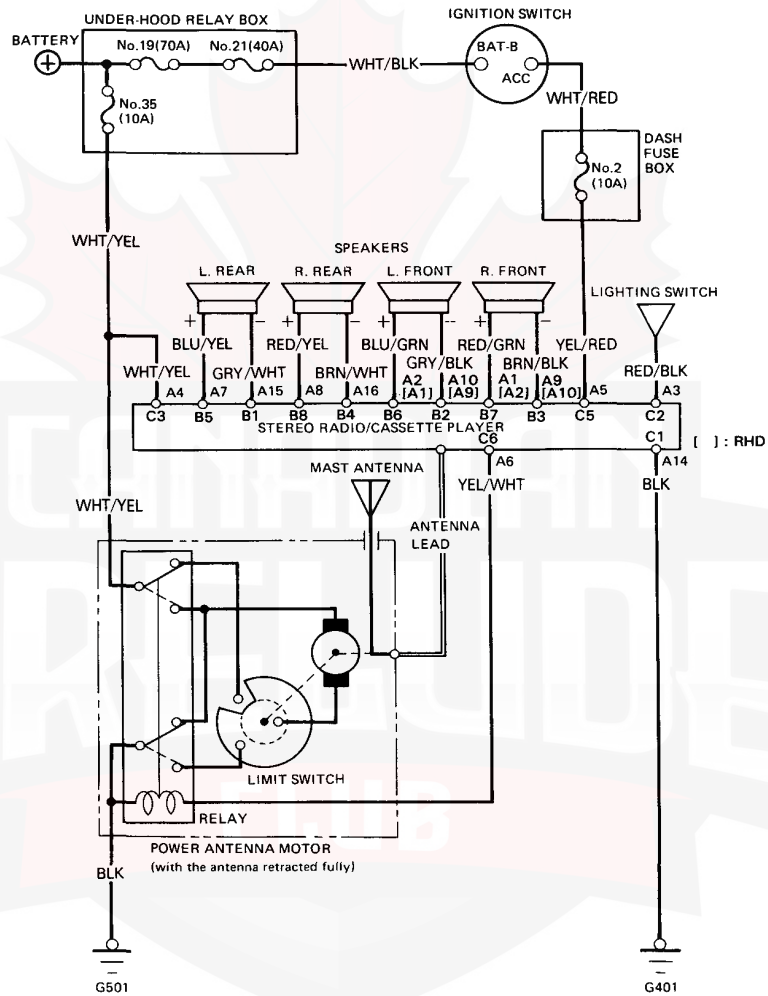 UNDER-HOOD RELAY BOX
IGNITION SWITCH
BATTERY
No.19(70A) No.21(40A)
BAT-B
WHT/BLK
ACC
No.35
(10A)
WHT/RED
DASH
FUSE
BOX
No.2
(10A)
WHT/YEL
SPEAKERS
L. REAR R. REAR L. FRONT R. FRONT
LIGHTING SWITCH
+ − + − + − + −
BLU/YEL RED/YEL BLU/GRN RED/GRN YEL/RED
WHT/YEL GRY/WHT BRN/WHT GRY/BLK BRN/BLK RED/BLK
A4 A7 A15 A8 A16 A2 [A1] A10 [A9] A1 [A2] A9 [A10] A5 A3
C3 B5 B1 B8 B4 B6 B2 B7 B3 C5 C2
STEREO RADIO/CASSETTE PLAYER
C6 C1
[ ] : RHD
A6 A14
MAST ANTENNA YEL/WHT BLK
WHT/YEL
ANTENNA
LEAD
LIMIT SWITCH
RELAY
POWER ANTENNA MOTOR
(with the antenna retracted fully)
BLK
G501 G401
CANADIAN
PRELUDE
CLUB